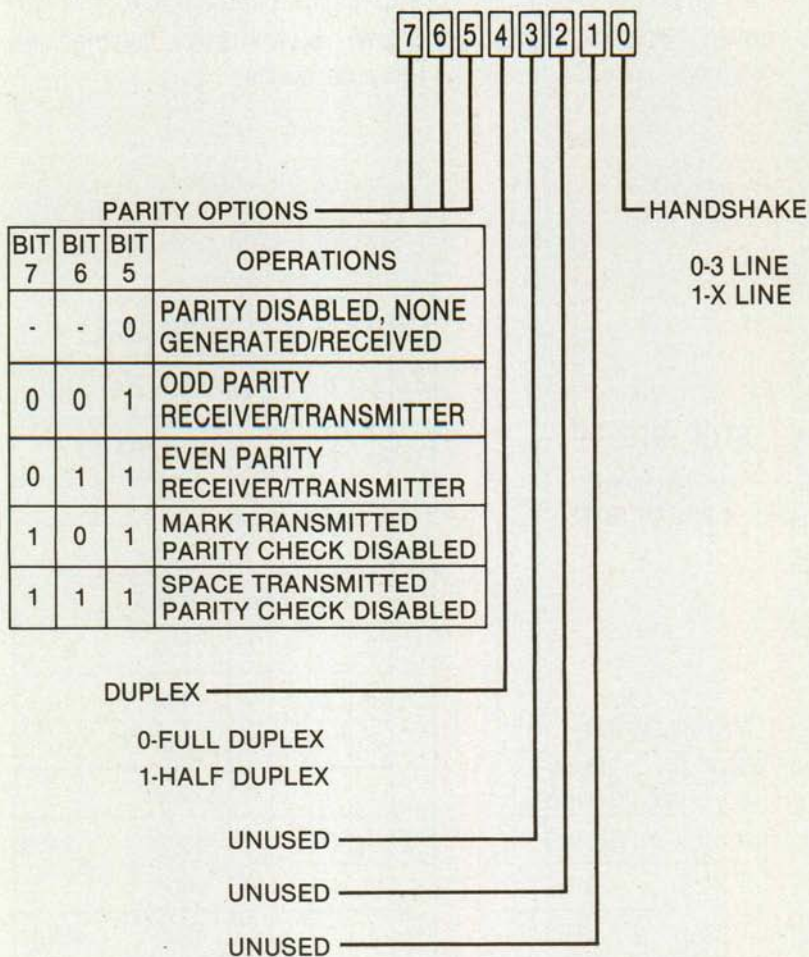 7 6 5 4 3 2 1 0
PARITY OPTIONS
HANDSHAKE
0-3 LINE
1-X LINE
BIT 7 BIT 6 BIT 5 OPERATIONS
- - 0 PARITY DISABLED, NONE
GENERATED/RECEIVED
0 0 1 ODD PARITY
RECEIVER/TRANSMITTER
0 1 1 EVEN PARITY
RECEIVER/TRANSMITTER
1 0 1 MARK TRANSMITTED
PARITY CHECK DISABLED
1 1 1 SPACE TRANSMITTED
PARITY CHECK DISABLED
DUPLEX
0-FULL DUPLEX
1-HALF DUPLEX
UNUSED
UNUSED
UNUSED